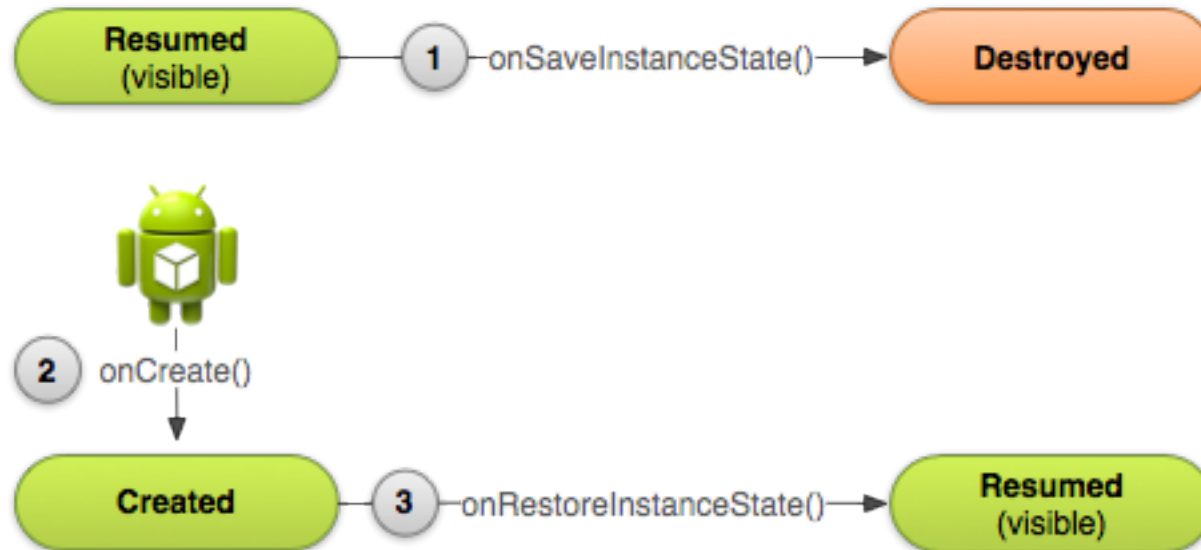 Resumed
(visible)
1
onSaveInstanceState()
Destroyed
2
onCreate()
Created
3
onRestoreInstanceState()
Resumed
(visible)